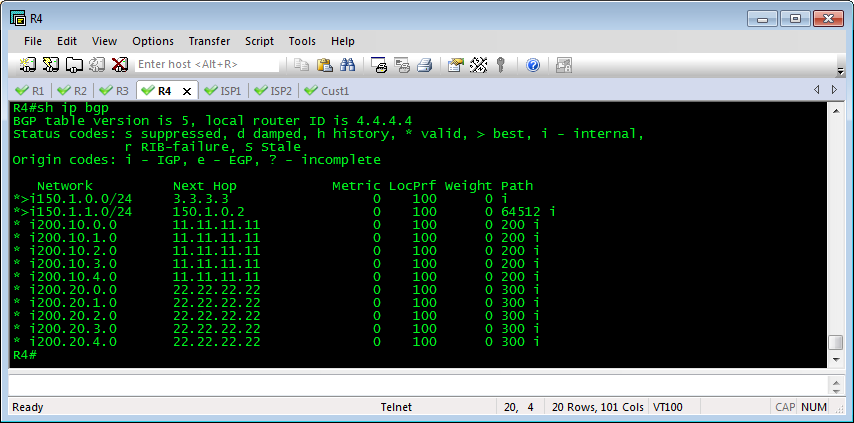 R4
File Edit View Options Transfer Script Tools Help
Enter host <Alt+R>
R1 R2 R3 R4 ISP1 ISP2 Cust1
R4#sh ip bgp
BGP table version is 5, local router ID is 4.4.4.4
Status codes: s suppressed, d damped, h history, * valid, > best, i - internal,
              r RIB-failure, S Stale
Origin codes: i - IGP, e - EGP, ? - incomplete
   Network          Next Hop            Metric LocPrf Weight Path
*>i150.1.0.0/24     3.3.3.3                  0    100      0 i
*>i150.1.1.0/24     150.1.0.2                0    100      0 64512 i
* i200.10.0.0       11.11.11.11              0    100      0 200 i
* i200.10.1.0       11.11.11.11              0    100      0 200 i
* i200.10.2.0       11.11.11.11              0    100      0 200 i
* i200.10.3.0       11.11.11.11              0    100      0 200 i
* i200.10.4.0       11.11.11.11              0    100      0 200 i
* i200.20.0.0       22.22.22.22              0    100      0 300 i
* i200.20.1.0       22.22.22.22              0    100      0 300 i
* i200.20.2.0       22.22.22.22              0    100      0 300 i
* i200.20.3.0       22.22.22.22              0    100      0 300 i
* i200.20.4.0       22.22.22.22              0    100      0 300 i
R4#
Ready Telnet 20, 4 20 Rows, 101 Cols VT100 CAP NUM